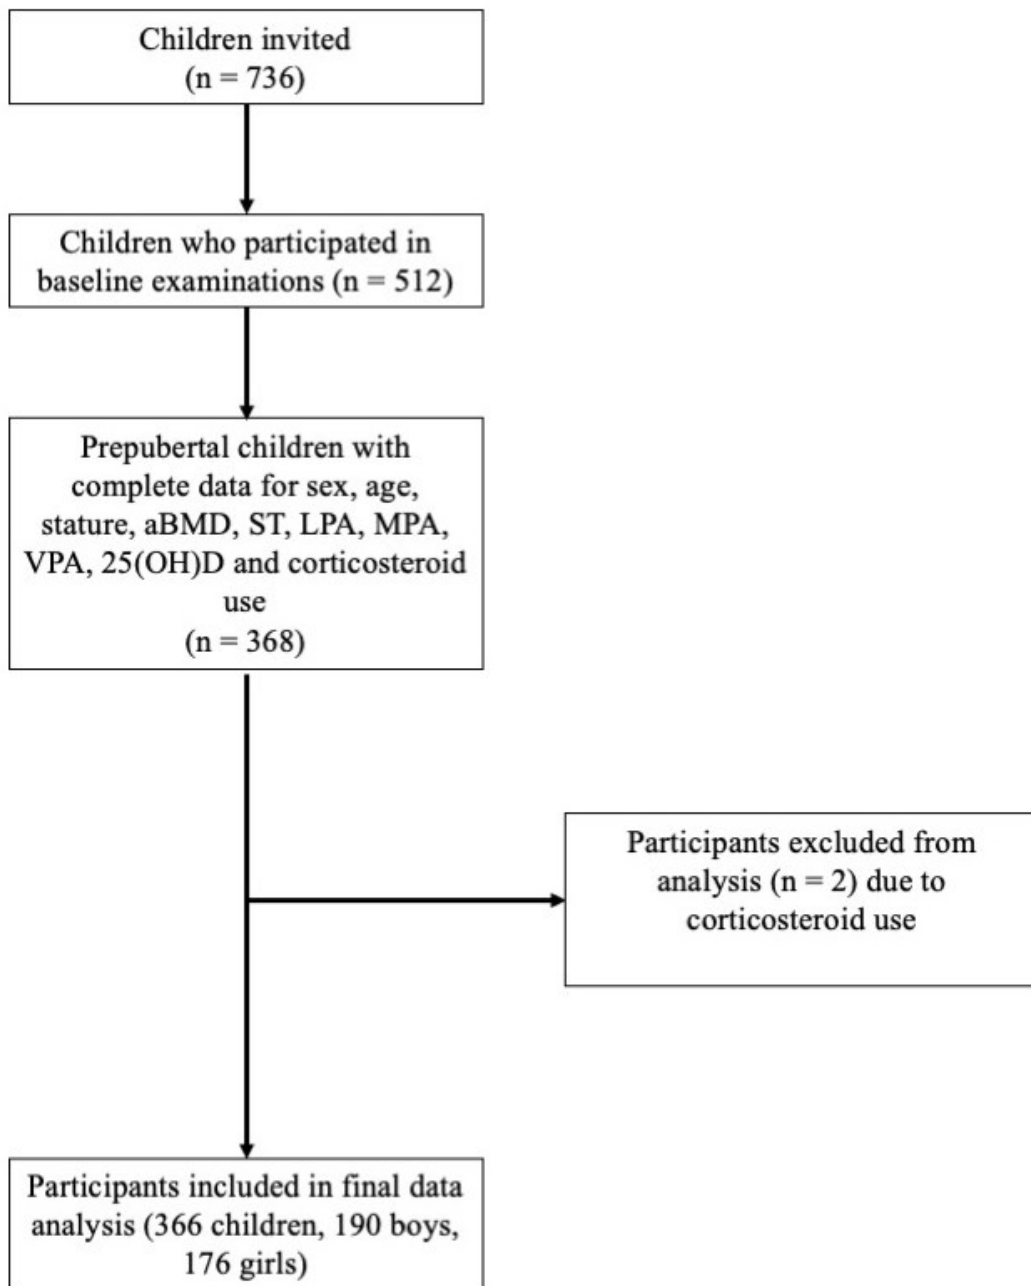 Children invited
(n = 736)
Children who participated in
baseline examinations (n = 512)
Prepubertal children with
complete data for sex, age,
stature, aBMD, ST, LPA, MPA,
VPA, 25(OH)D and corticosteroid
use
(n = 368)
Participants excluded from
analysis (n = 2) due to
corticosteroid use
Participants included in final data
analysis (366 children, 190 boys,
176 girls)